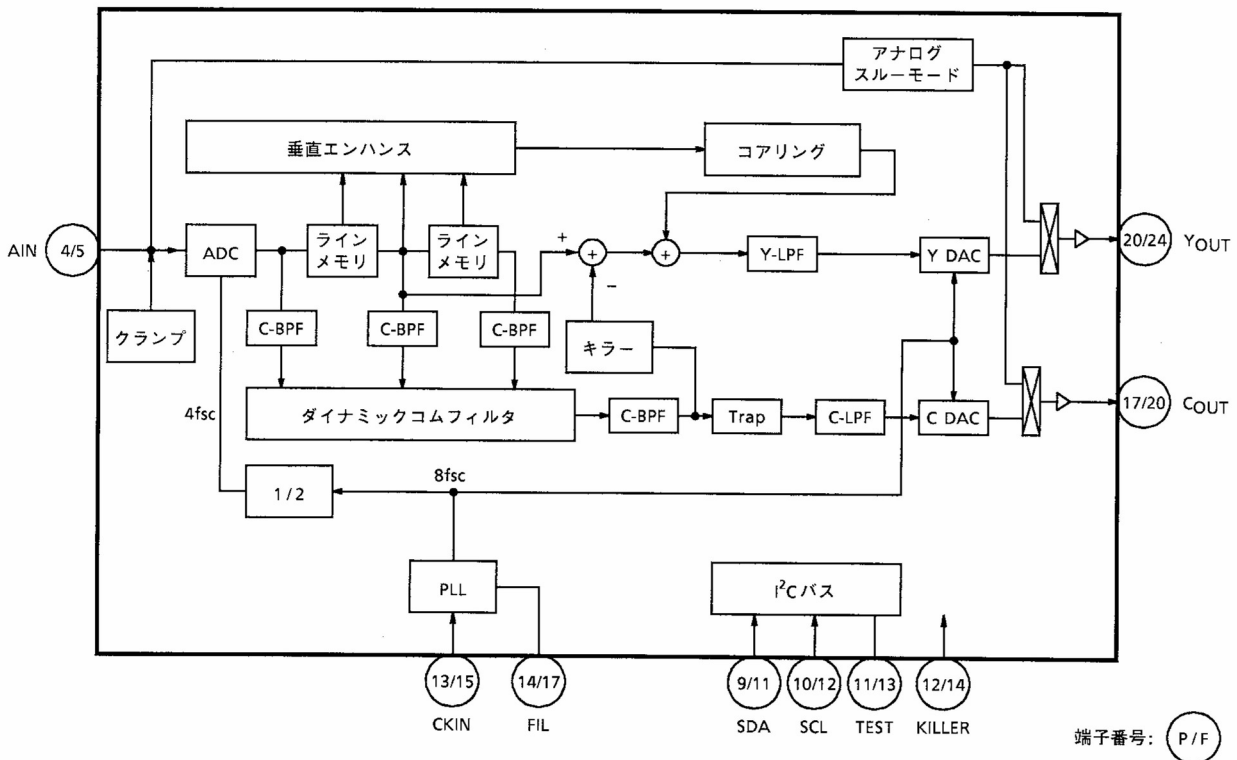 アナログ
スルーモード
垂直エンハンス
コアリング
AIN
4/5
ADC
ライン
メモリ
ライン
メモリ
+
+
+
−
Y-LPF
Y DAC
20/24
YOUT
クランプ
C-BPF
C-BPF
C-BPF
キラー
4fsc
ダイナミックコムフィルタ
C-BPF
Trap
C-LPF
C DAC
17/20
COUT
1/2
8fsc
PLL
I²Cバス
13/15
14/17
9/11
10/12
11/13
12/14
CKIN
FIL
SDA
SCL
TEST
KILLER
端子番号: P/F